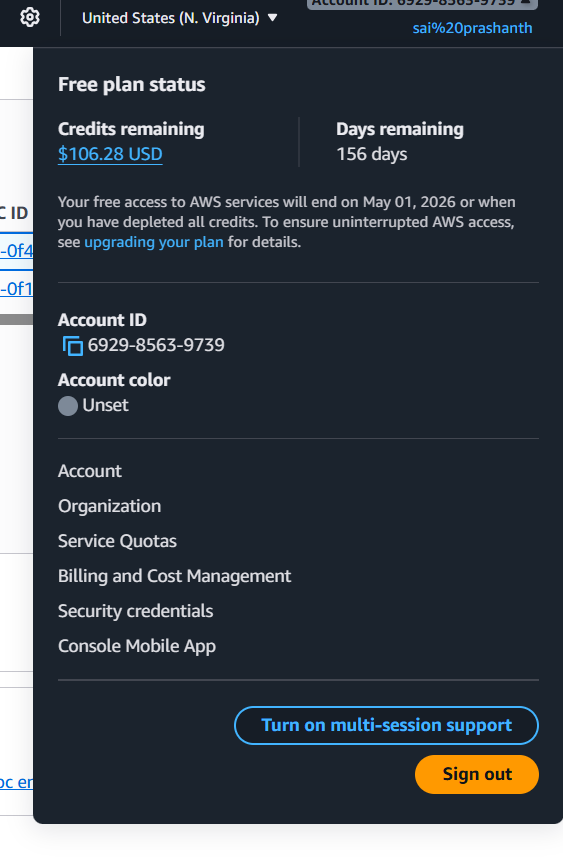 United States (N. Virginia) ▼
Account ID: 6929-8563-9739
sai%20prashanth
Free plan status
Credits remaining
$106.28 USD
Days remaining
156 days
Your free access to AWS services will end on May 01, 2026 or when
you have depleted all credits. To ensure uninterrupted AWS access,
see upgrading your plan for details.
C ID
-0f4
-0f1
Account ID
6929-8563-9739
Account color
Unset
Account
Organization
Service Quotas
Billing and Cost Management
Security credentials
Console Mobile App
Turn on multi-session support
Sign out
oc er